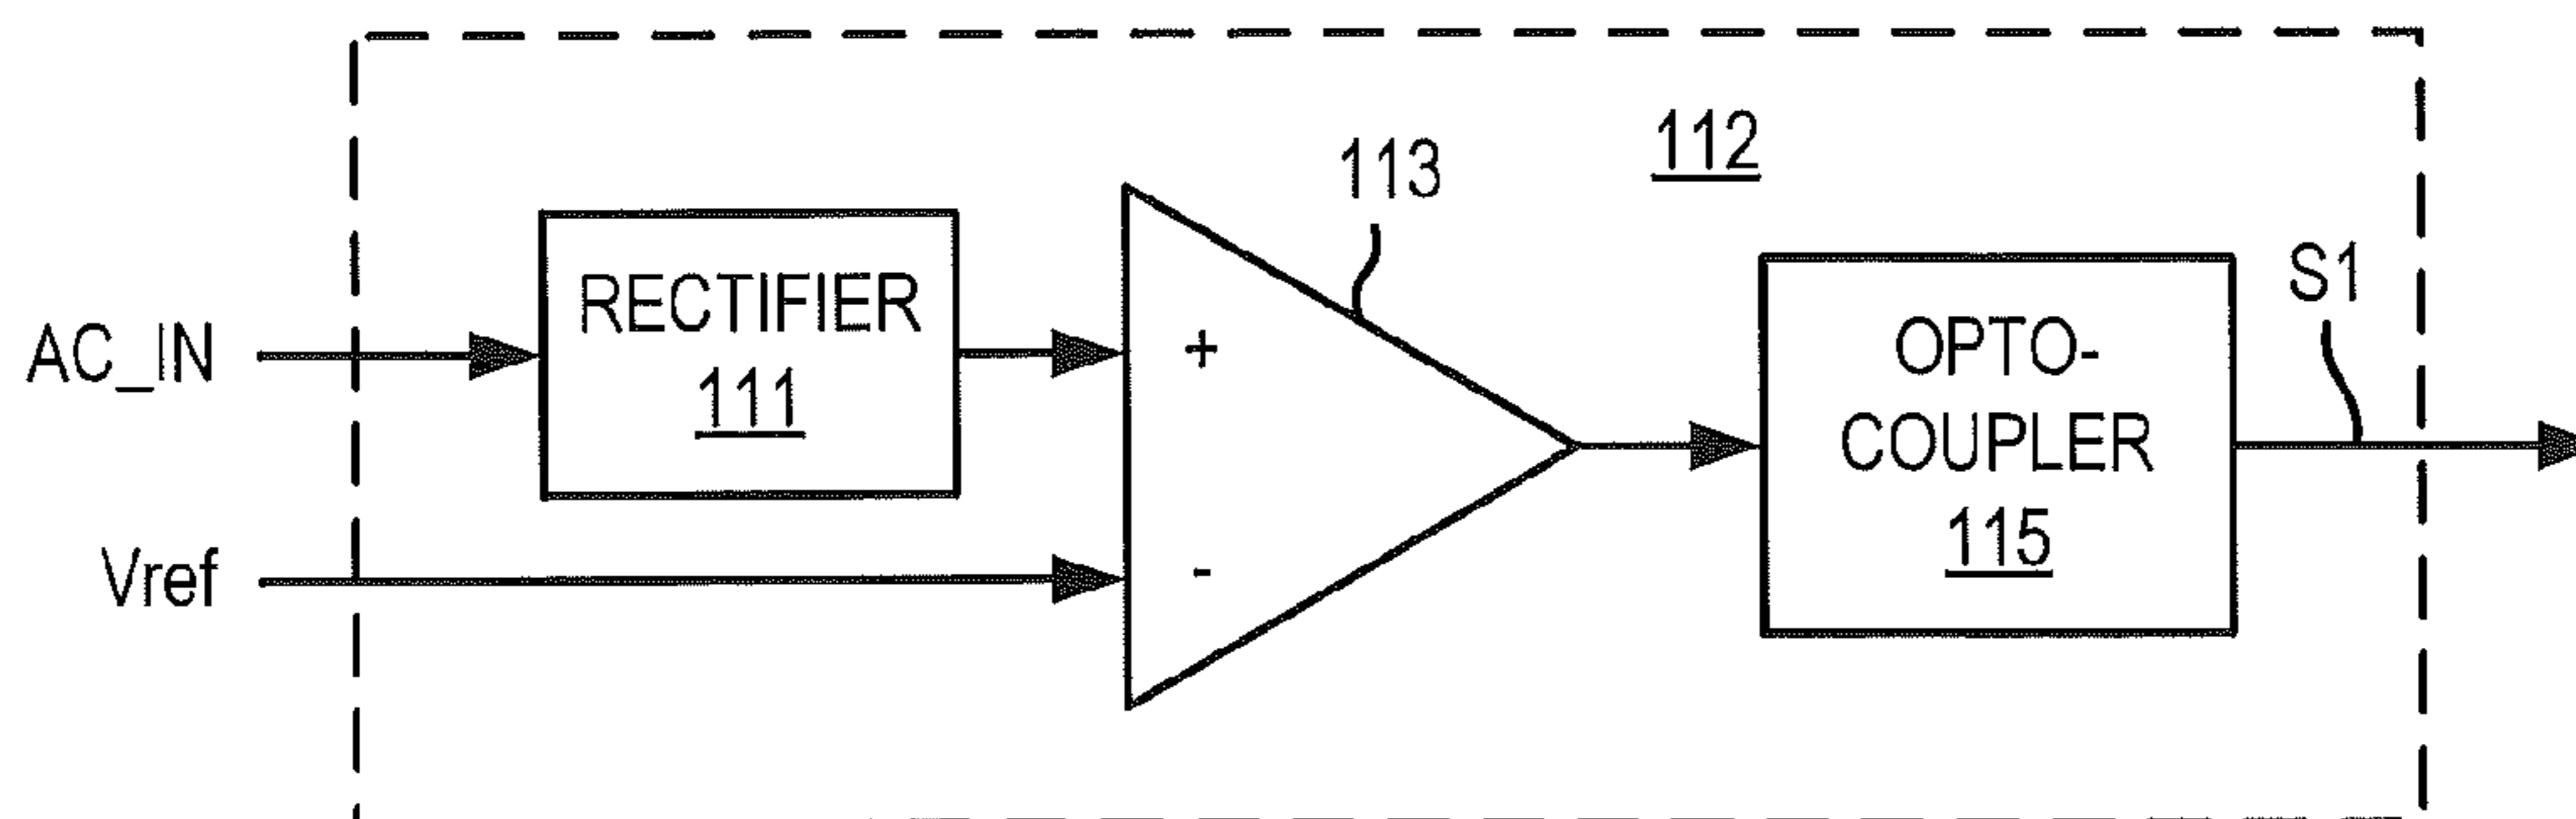 112
113
RECTIFIER
111
AC_IN
Vref
+
-
OPTO-
COUPLER
115
S1